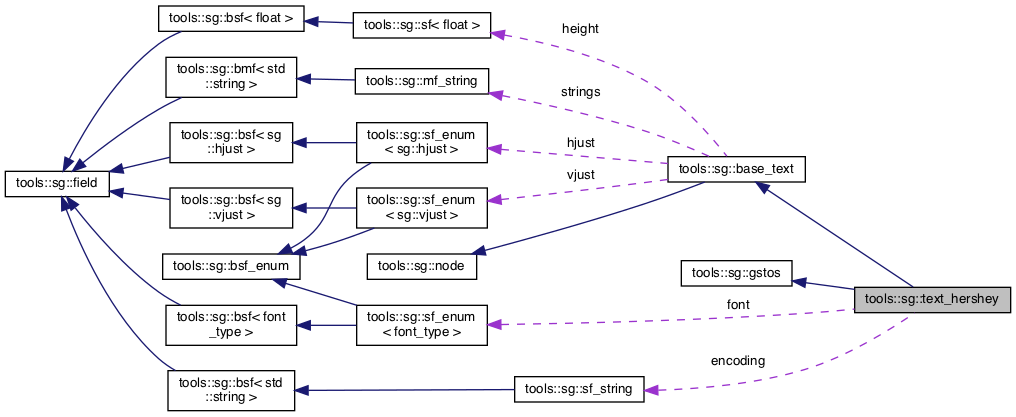 tools::sg::bsf< float >
tools::sg::sf< float >
height
tools::sg::bmf< std
::string >
tools::sg::mf_string
strings
tools::sg::bsf< sg
::hjust >
tools::sg::sf_enum
< sg::hjust >
hjust
tools::sg::field
tools::sg::base_text
vjust
tools::sg::bsf< sg
::vjust >
tools::sg::sf_enum
< sg::vjust >
tools::sg::bsf_enum
tools::sg::node
tools::sg::gstos
tools::sg::text_hershey
font
tools::sg::bsf< font
_type >
tools::sg::sf_enum
< font_type >
encoding
tools::sg::bsf< std
::string >
tools::sg::sf_string